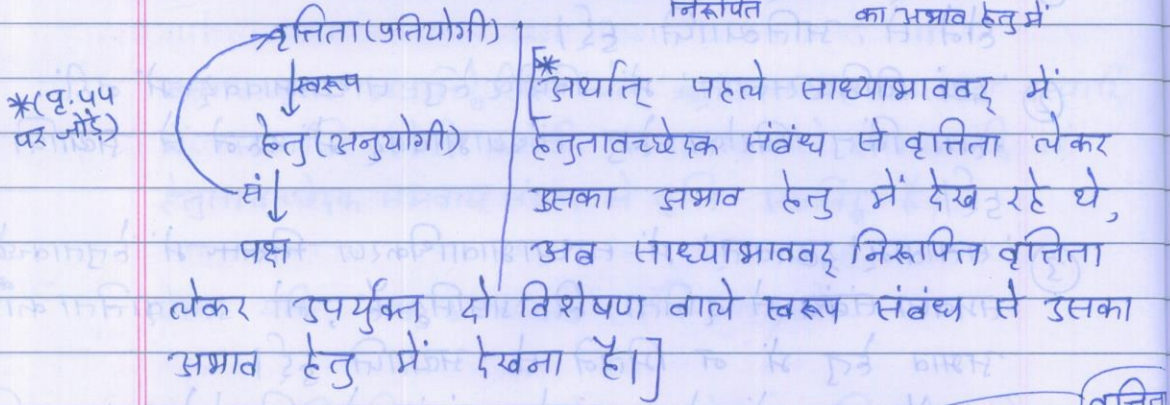 निरूपित का अभाव हेतु में
वृत्तिता (प्रतियोगी)
↓स्वरूप
*(पृ. ५५
पर जोड़ें)
हेतु (अनुयोगी)
में↓
पक्ष
[*अर्थात् पहले साध्याभाववद् में
हेतुतावच्छेदक संबंध से वृत्तिता लेकर
उसका अभाव हेतु में देख रहे थे,
अब साध्याभाववद् निरूपित वृत्तिता
लेकर उपर्युक्त दो विशेषण वाले स्वरूप संबंध से उसका
अभाव हेतु में देखना है।]